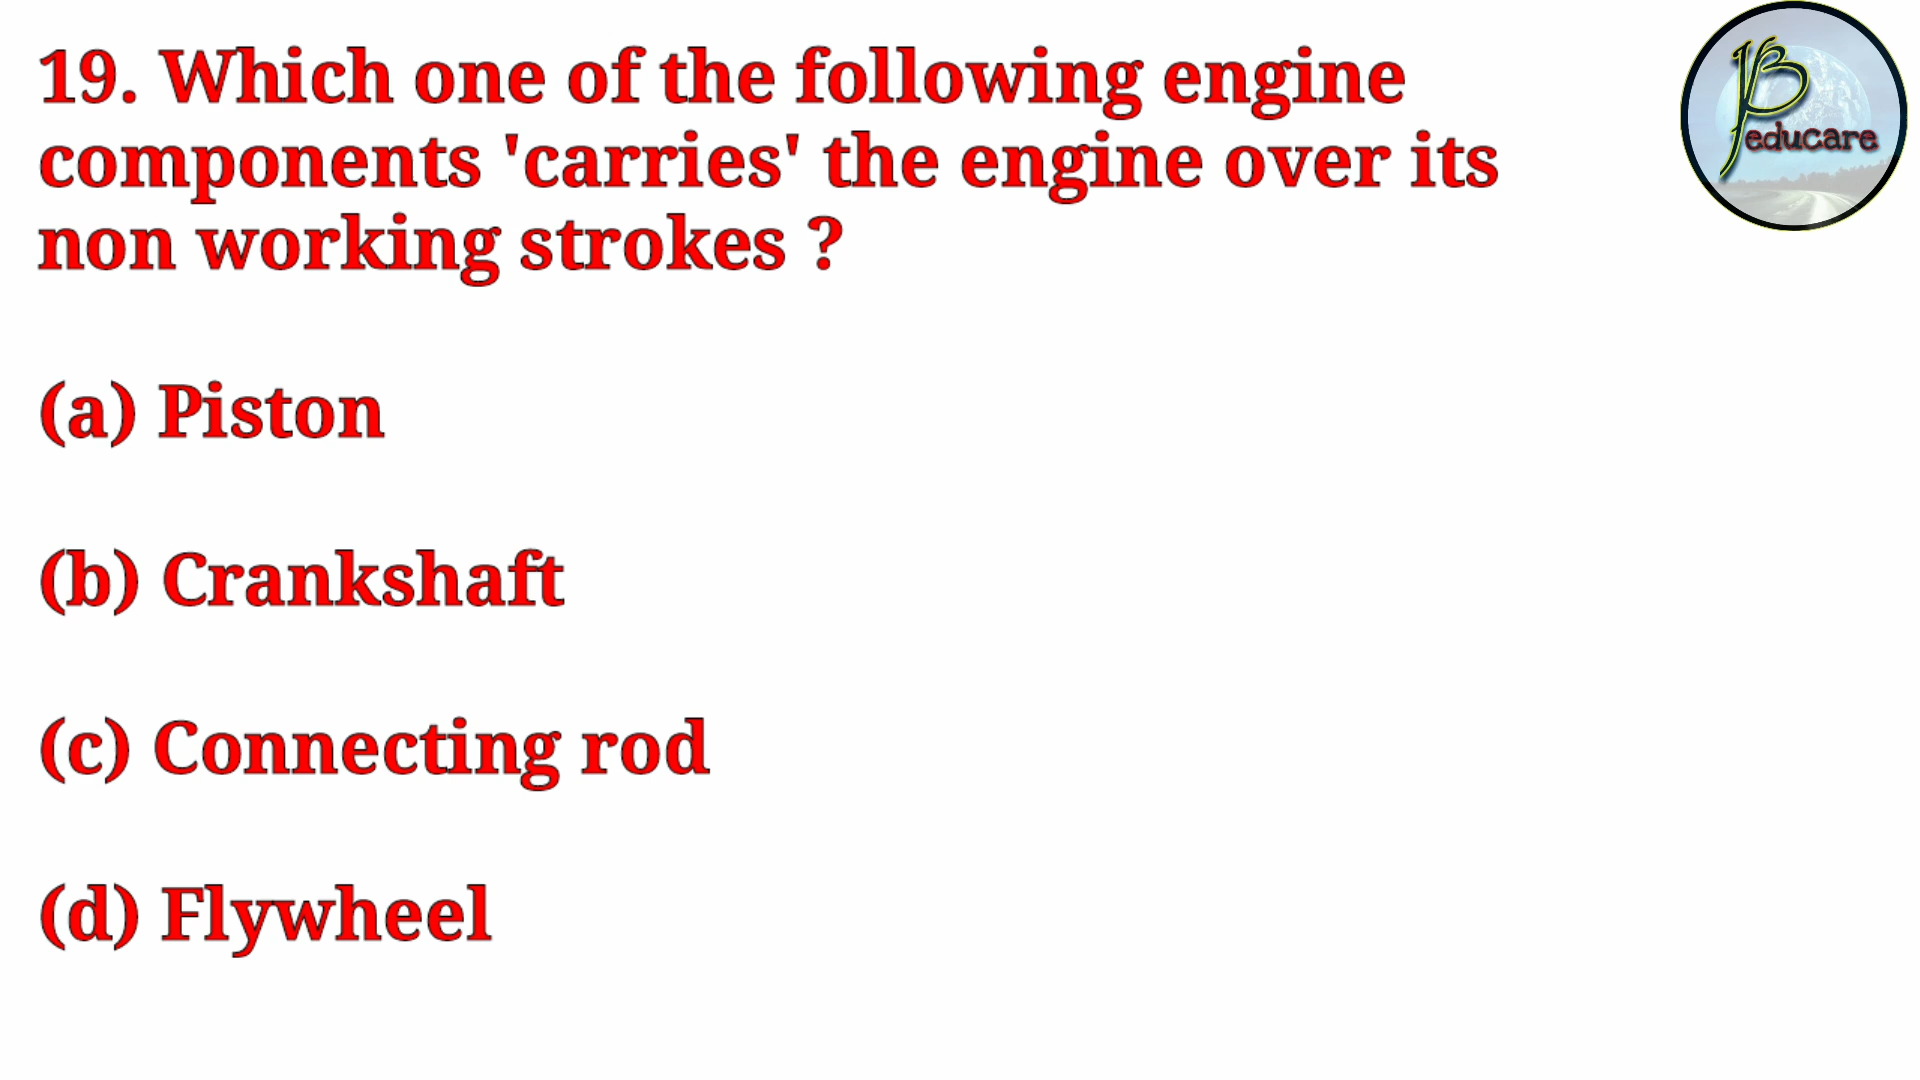 19. Which one of the following engine
components 'carries' the engine over its
non working strokes ?
(a) Piston
(b) Crankshaft
(c) Connecting rod
(d) Flywheel
educare